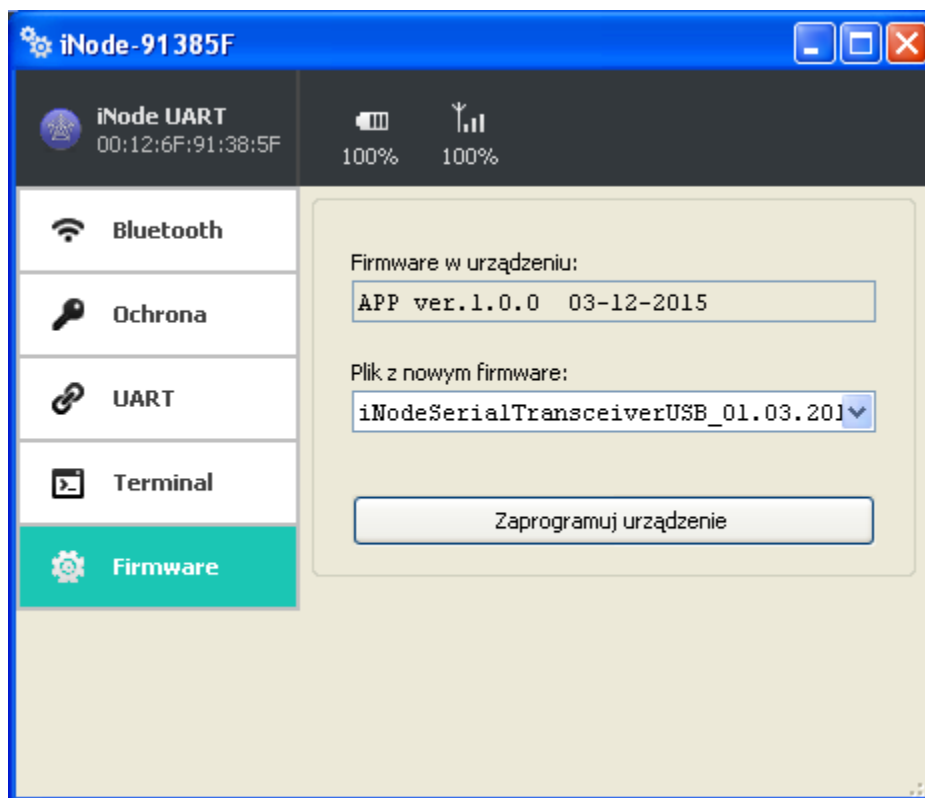 iNode-91385F
iNode UART
00:12:6F:91:38:5F
100% 100%
Bluetooth
Ochrona
UART
Terminal
Firmware
Firmware w urządzeniu:
APP ver.1.0.0 03-12-2015
Plik z nowym firmware:
iNodeSerialTransceiverUSB_01.03.201
Zaprogramuj urządzenie